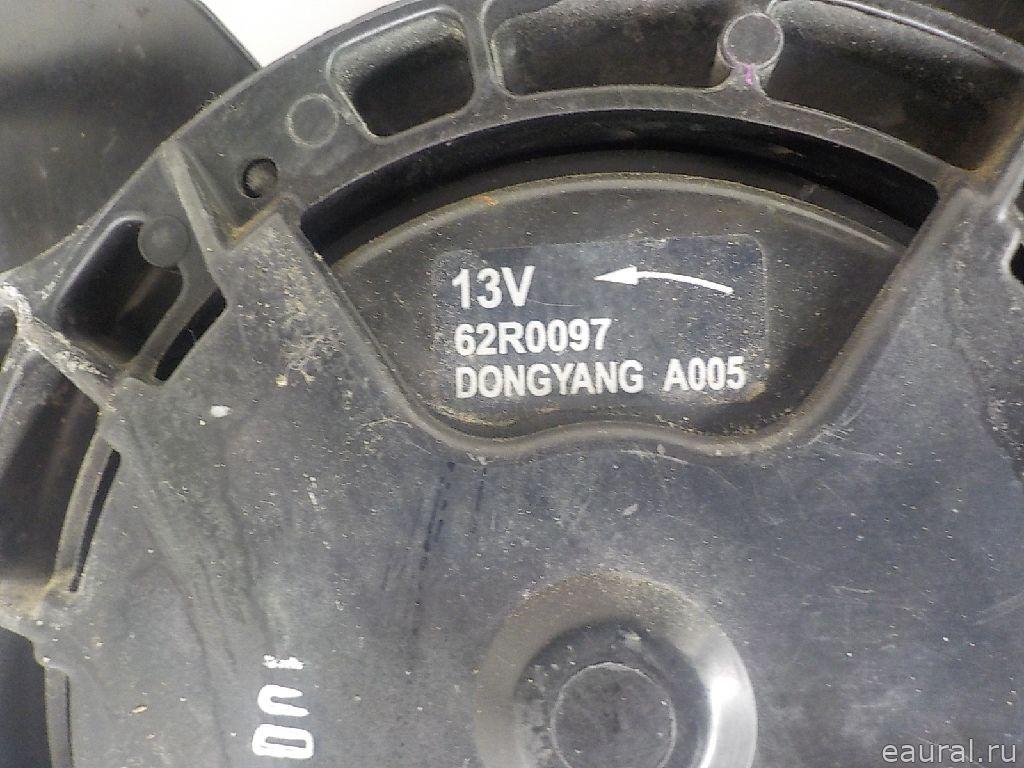 13V
62R0097
DONGYANG A005
eaural.ru